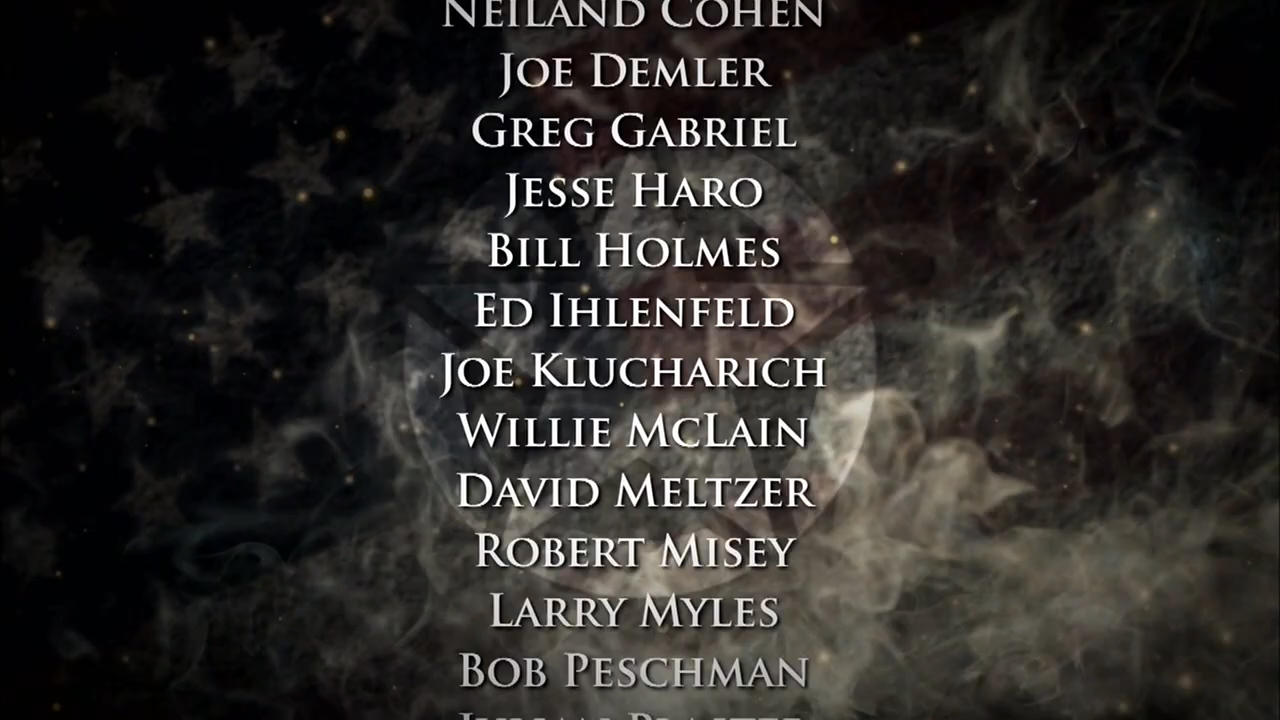 NEILAND COHEN
JOE DEMLER
GREG GABRIEL
JESSE HARO
BILL HOLMES
ED IHLENFELD
JOE KLUCHARICH
WILLIE MCLAIN
DAVID MELTZER
ROBERT MISEY
LARRY MYLES
BOB PESCHMAN